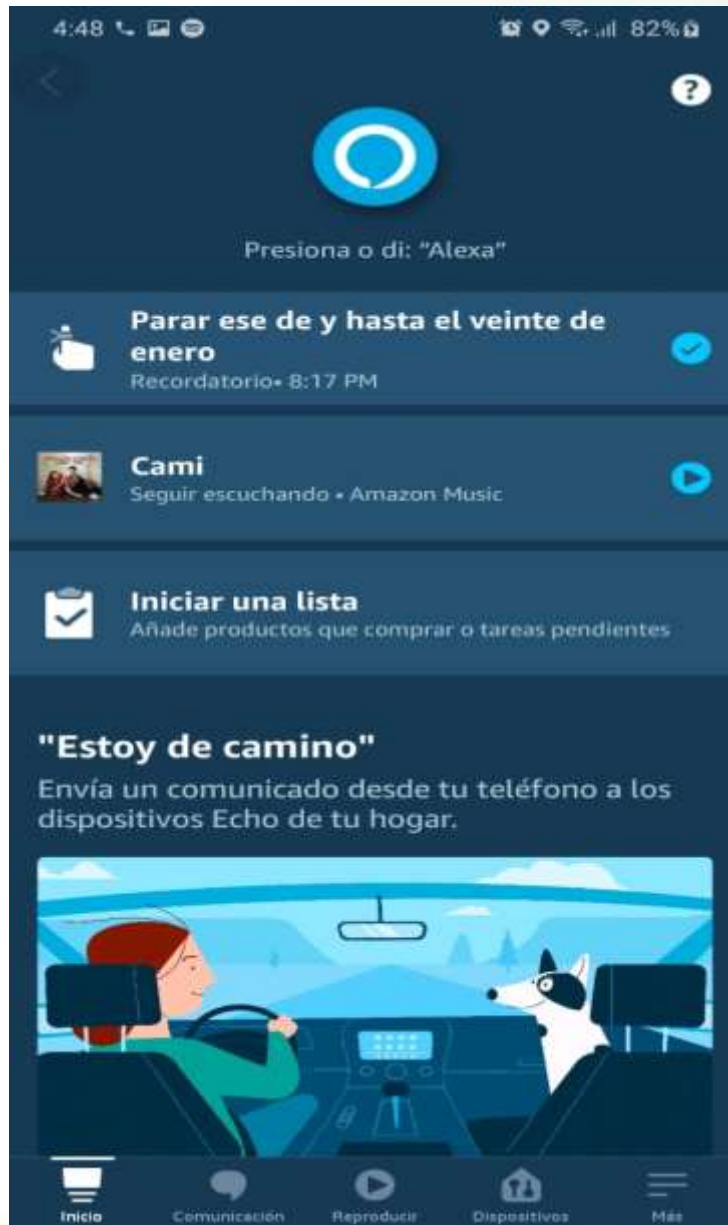 4:48 82%
?
Presiona o di: “Alexa”
Parar ese de y hasta el veinte de
enero
Recordatorio• 8:17 PM
Cami
Seguir escuchando • Amazon Music
Iniciar una lista
Añade productos que comprar o tareas pendientes
"Estoy de camino"
Envía un comunicado desde tu teléfono a los
dispositivos Echo de tu hogar.
Inicio Comunicación Reproducir Dispositivos Más